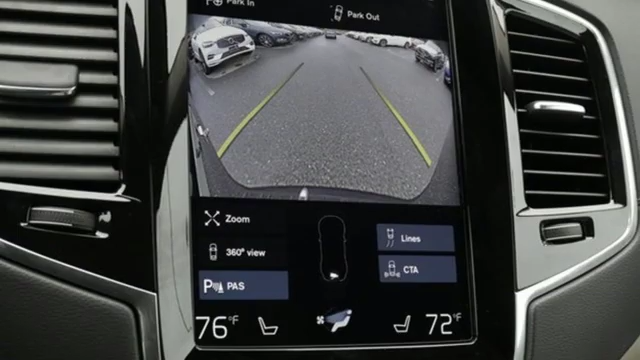 Park In
Park Out
Zoom
360° view
Lines
PAS
CTA
76°F
72°F